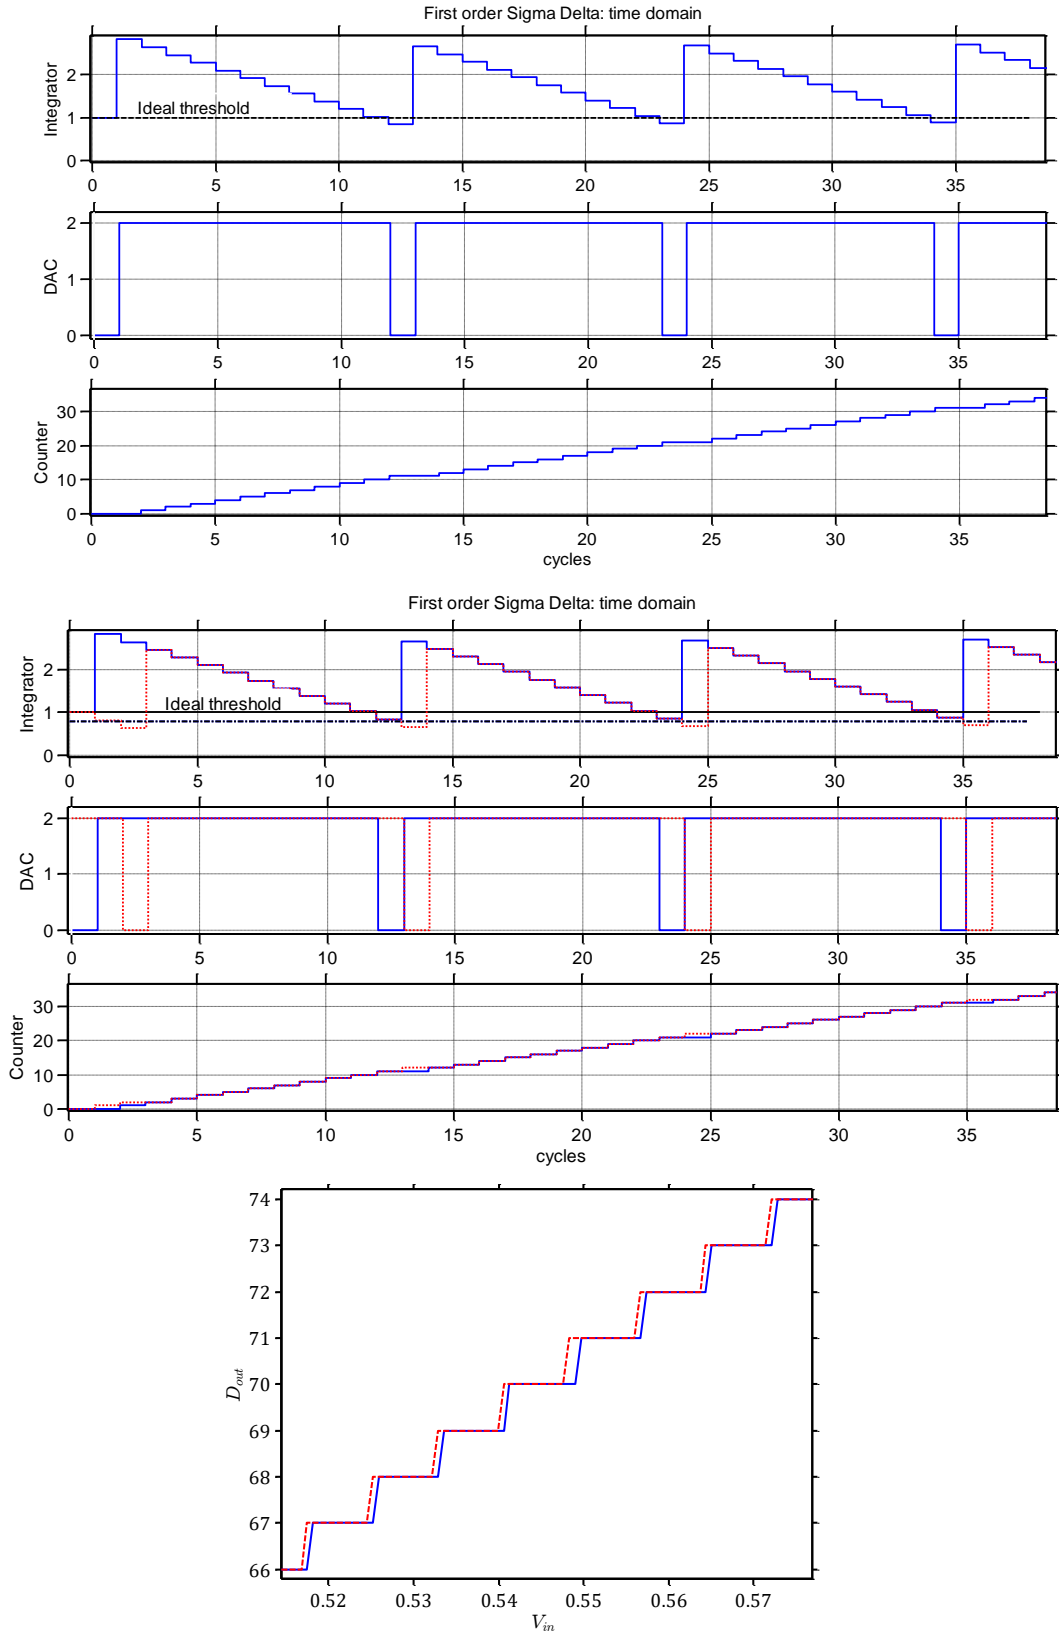 First order Sigma Delta: time domain
Integrator
2
1
0
Ideal threshold
0 5 10 15 20 25 30 35
DAC
2
1
0
0 5 10 15 20 25 30 35
Counter
30
20
10
0
0 5 10 15 20 25 30 35
cycles
First order Sigma Delta: time domain
Integrator
2
1
0
Ideal threshold
0 5 10 15 20 25 30 35
DAC
2
1
0
0 5 10 15 20 25 30 35
Counter
30
20
10
0
0 5 10 15 20 25 30 35
cycles
74
73
72
71
70
69
68
67
66
D_out
0.52 0.53 0.54 0.55 0.56 0.57
V_in